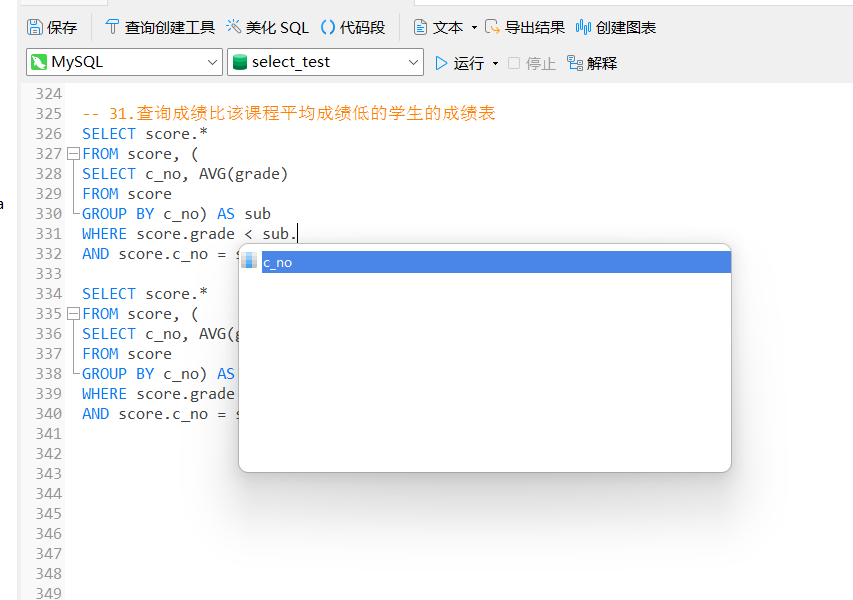 保存 查询创建工具 美化 SQL () 代码段 文本 导出结果 创建图表
MySQL select_test 运行 停止 解释
324
325 -- 31.查询成绩比该课程平均成绩低的学生的成绩表
326 SELECT score.*
327 FROM score, (
328 SELECT c_no, AVG(grade)
329 FROM score
330 GROUP BY c_no) AS sub
331 WHERE score.grade < sub.
332 AND score.c_no = s
c_no
333
334 SELECT score.*
335 FROM score, (
336 SELECT c_no, AVG(g
337 FROM score
338 GROUP BY c_no) AS
339 WHERE score.grade
340 AND score.c_no = s
341
342
343
344
345
346
347
348
349
a